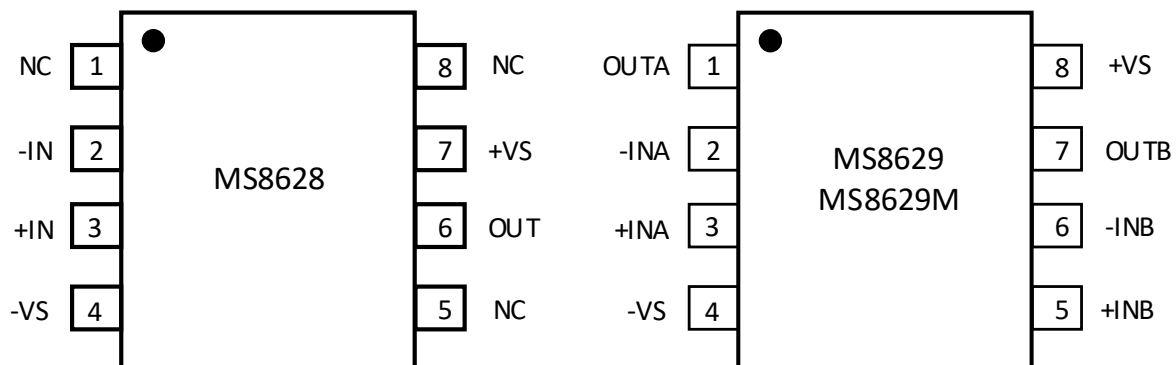 NC 1 8 NC
-IN 2 7 +VS
MS8628
+IN 3 6 OUT
-VS 4 5 NC
OUTA 1 8 +VS
-INA 2 7 OUTB
MS8629
MS8629M
+INA 3 6 -INB
-VS 4 5 +INB